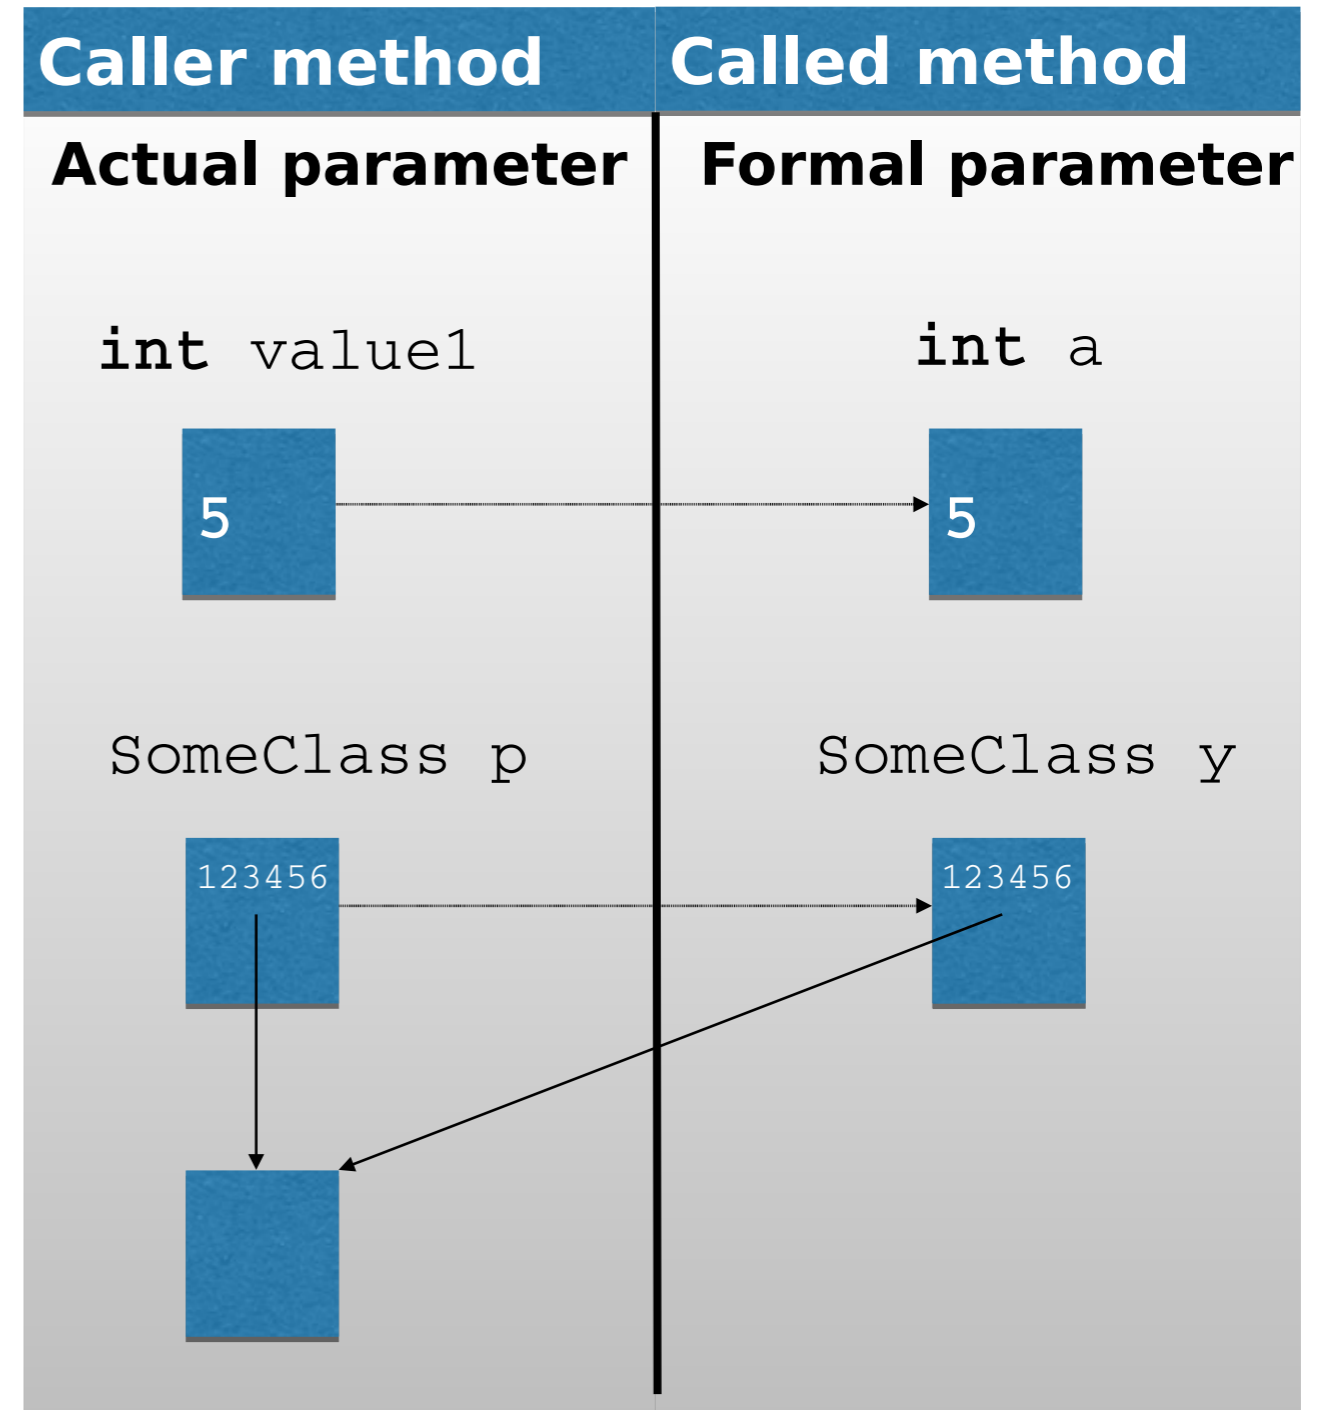 Caller method
Called method
Actual parameter
Formal parameter
int value1
int a
5
5
SomeClass p
SomeClass y
123456
123456